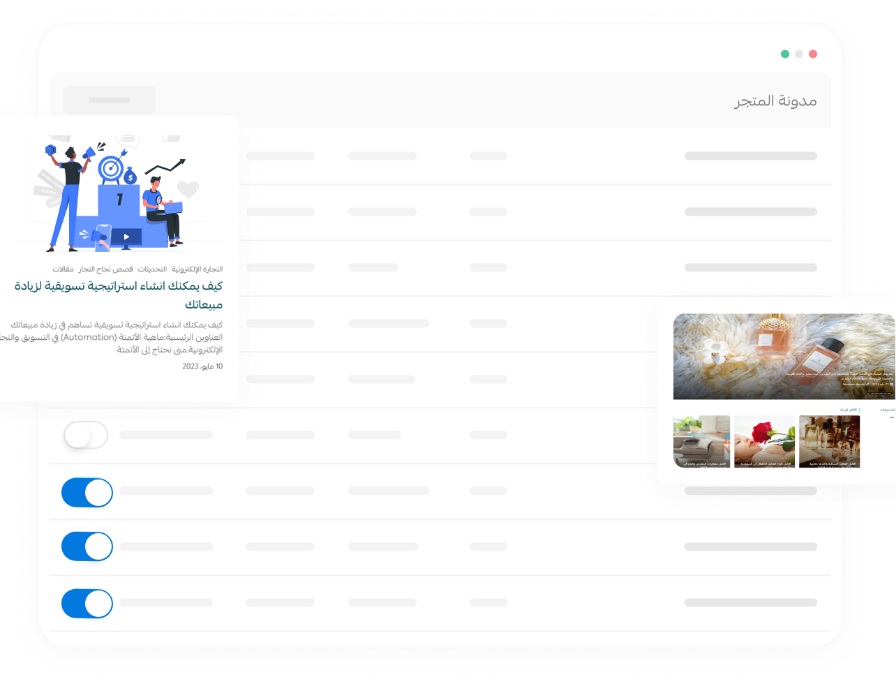 مدونة المتجر
التجارة الإلكترونية التحديثات قصص نجاح التجار مقالات
كيف يمكنك انشاء استراتيجية تسويقية لزيادة
مبيعاتك
كيف يمكنك انشاء استراتيجية تسويقية تساهم في زيادة مبيعاتك
العناوين الرئيسية:ماهية الأتمتة (Automation) في التسويق والتجا
الإلكترونية:متى نحتاج إلى الأتمتة
10 مايو، 2023
1
$